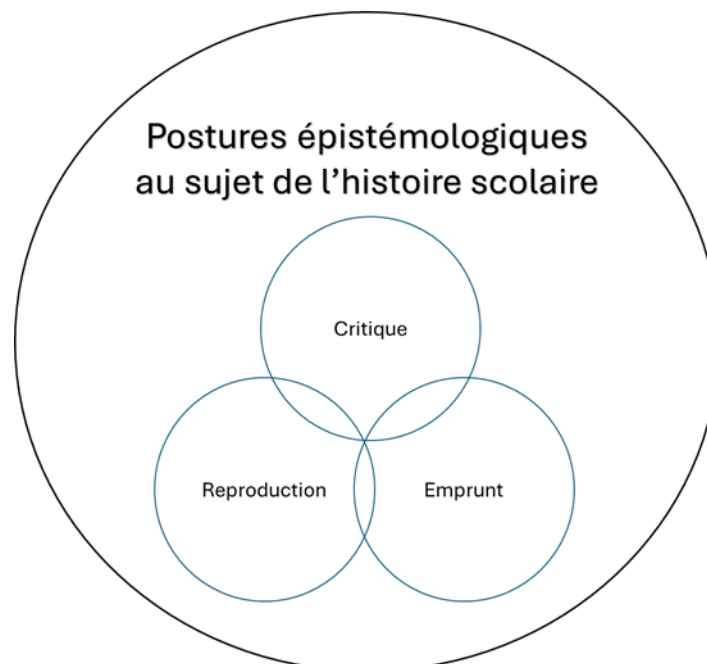 Postures épistémologiques
au sujet de l’histoire scolaire
Critique
Reproduction
Emprunt